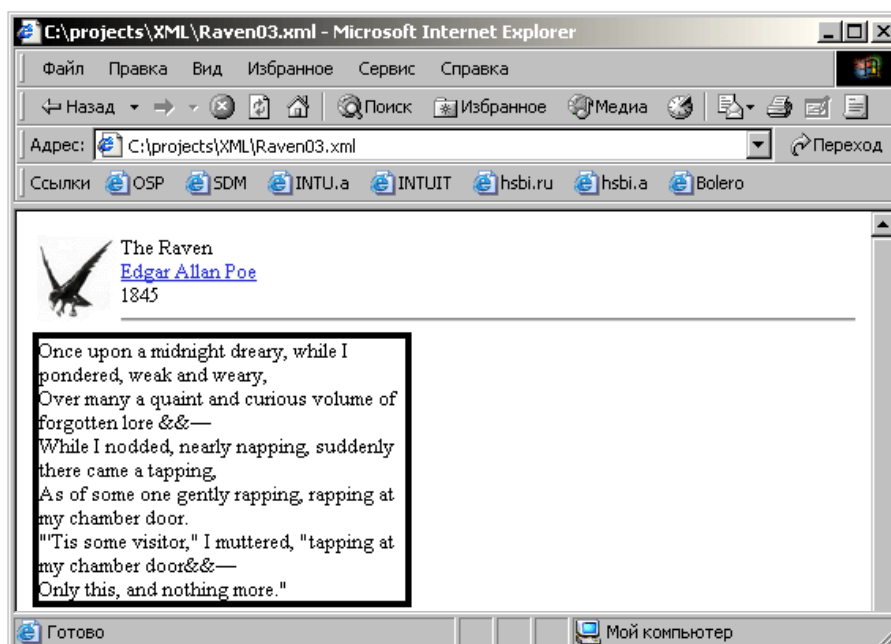 C:\projects\XML\Raven03.xml - Microsoft Internet Explorer
Файл Правка Вид Избранное Сервис Справка
Назад Поиск Избранное Медиа
Адрес: C:\projects\XML\Raven03.xml Переход
Ссылки OSP SDM INTU.a INTUIT hsbi.ru hsbi.a Bolero
The Raven
Edgar Allan Poe
1845
Once upon a midnight dreary, while I
pondered, weak and weary,
Over many a quaint and curious volume of
forgotten lore &&—
While I nodded, nearly napping, suddenly
there came a tapping,
As of some one gently rapping, rapping at
my chamber door.
"'Tis some visitor," I muttered, "tapping at
my chamber door&&—
Only this, and nothing more."
Готово Мой компьютер